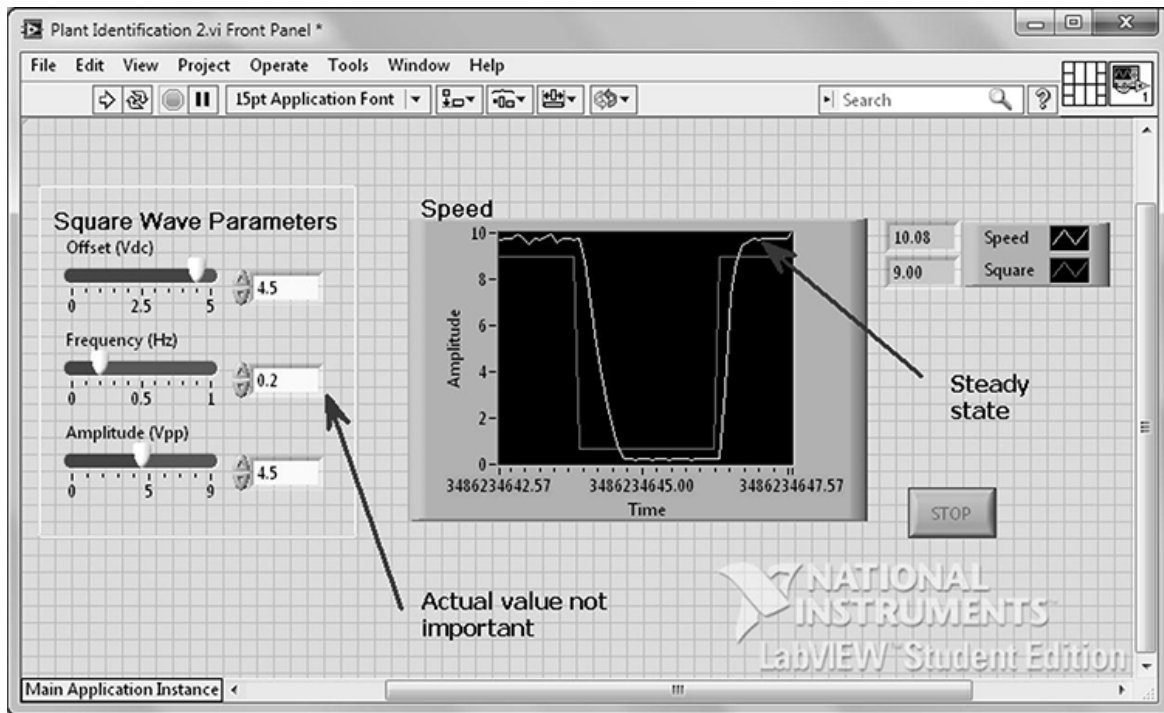 Plant Identification 2.vi Front Panel *
File Edit View Project Operate Tools Window Help
15pt Application Font
Search
?
1
Square Wave Parameters
Offset (Vdc)
4.5
0 2.5 5
Frequency (Hz)
0.2
0 0.5 1
Amplitude (Vpp)
4.5
0 5 9
Speed
10
8
6
4
2
0
Amplitude
3486234642.57 3486234645.00 3486234647.57
Time
10.08 Speed
9.00 Square
Steady
state
STOP
Actual value not
important
NATIONAL
INSTRUMENTS
LabVIEW™ Student Edition
Main Application Instance